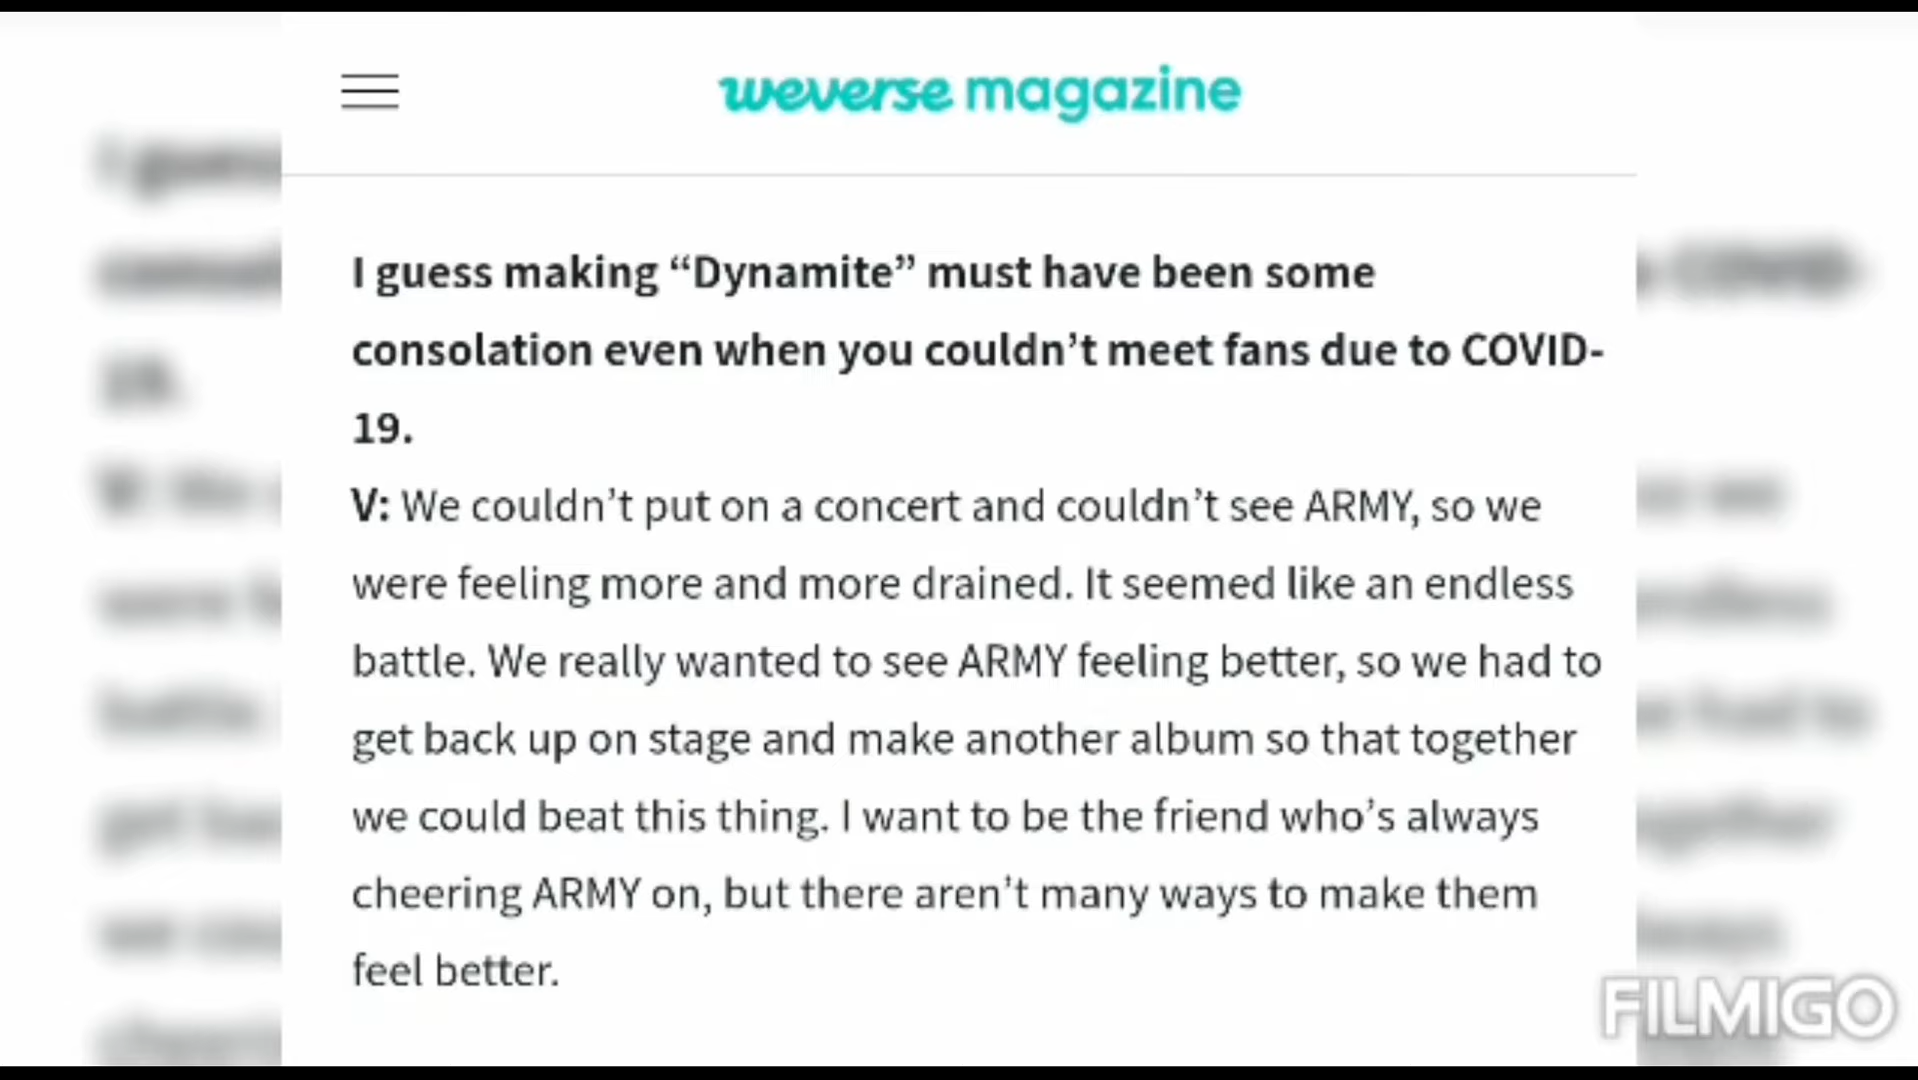 weverse magazine
I guess making “Dynamite” must have been some
consolation even when you couldn’t meet fans due to COVID-
19.
V: We couldn’t put on a concert and couldn’t see ARMY, so we
were feeling more and more drained. It seemed like an endless
battle. We really wanted to see ARMY feeling better, so we had to
get back up on stage and make another album so that together
we could beat this thing. I want to be the friend who’s always
cheering ARMY on, but there aren’t many ways to make them
feel better.
FILMIGO